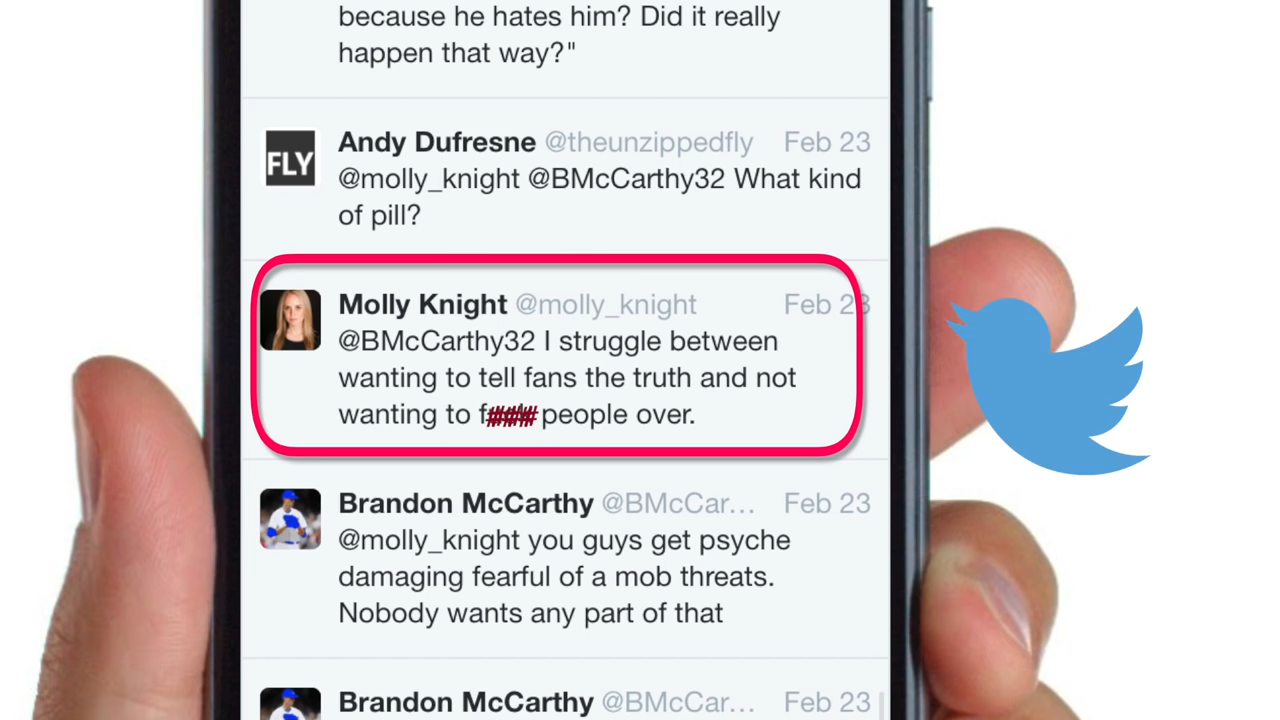 because he hates him? Did it really
happen that way?"
FLY
Andy Dufresne @theunzippedfly Feb 23
@molly_knight @BMcCarthy32 What kind
of pill?
Molly Knight @molly_knight Feb 23
@BMcCarthy32 I struggle between
wanting to tell fans the truth and not
wanting to f### people over.
Brandon McCarthy @BMcCar... Feb 23
@molly_knight you guys get psyche
damaging fearful of a mob threats.
Nobody wants any part of that
Brandon McCarthy @BMcCar... Feb 23